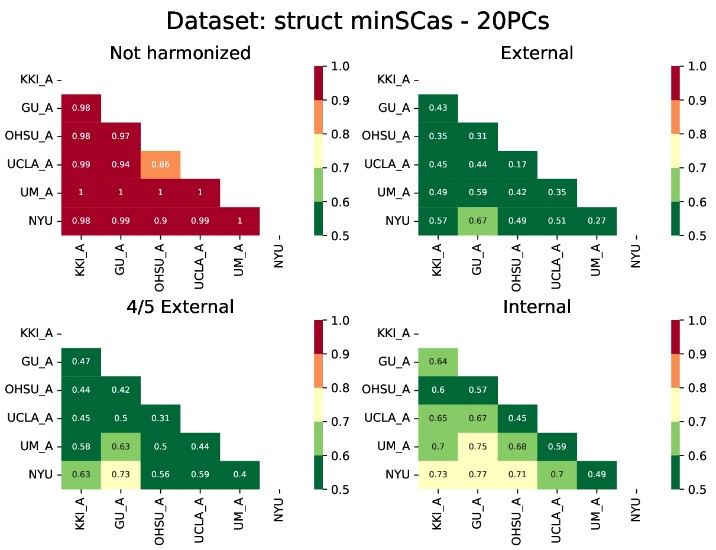 Dataset: struct minSCas - 20PCs
Not harmonized
KKI_A
GU_A 0.98
OHSU_A 0.98 0.97
UCLA_A 0.99 0.94 0.86
UM_A 1 1 1 1
NYU 0.98 0.99 0.9 0.99 1
KKI_A GU_A OHSU_A UCLA_A UM_A NYU
1.0
0.9
0.8
0.7
0.6
0.5
External
KKI_A
GU_A 0.43
OHSU_A 0.35 0.31
UCLA_A 0.45 0.44 0.17
UM_A 0.49 0.59 0.42 0.35
NYU 0.57 0.67 0.49 0.51 0.27
KKI_A GU_A OHSU_A UCLA_A UM_A NYU
1.0
0.9
0.8
0.7
0.6
0.5
4/5 External
KKI_A
GU_A 0.47
OHSU_A 0.44 0.42
UCLA_A 0.45 0.5 0.31
UM_A 0.58 0.63 0.5 0.44
NYU 0.63 0.73 0.56 0.59 0.4
KKI_A GU_A OHSU_A UCLA_A UM_A NYU
1.0
0.9
0.8
0.7
0.6
0.5
Internal
KKI_A
GU_A 0.64
OHSU_A 0.6 0.57
UCLA_A 0.65 0.67 0.45
UM_A 0.7 0.75 0.68 0.59
NYU 0.73 0.77 0.71 0.7 0.49
KKI_A GU_A OHSU_A UCLA_A UM_A NYU
1.0
0.9
0.8
0.7
0.6
0.5